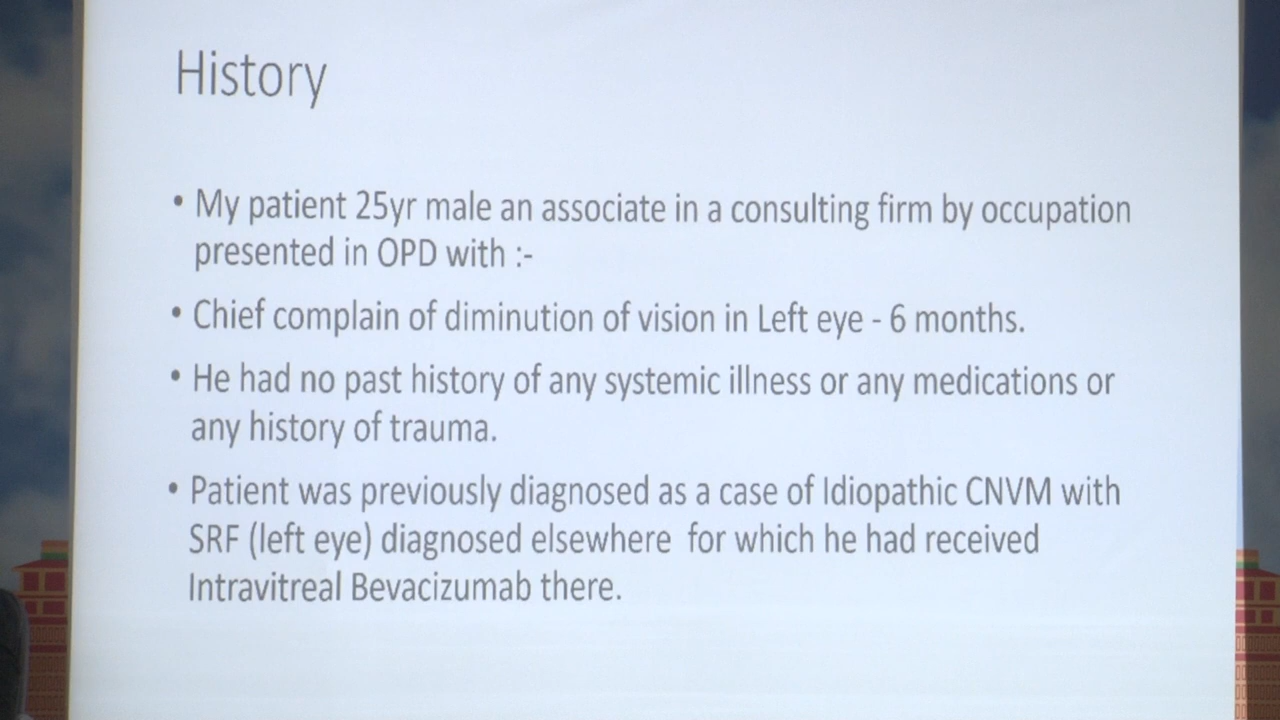 History
• My patient 25yr male an associate in a consulting firm by occupation
presented in OPD with :-
• Chief complain of diminution of vision in Left eye - 6 months.
• He had no past history of any systemic illness or any medications or
any history of trauma.
• Patient was previously diagnosed as a case of Idiopathic CNVM with
SRF (left eye) diagnosed elsewhere for which he had received
Intravitreal Bevacizumab there.